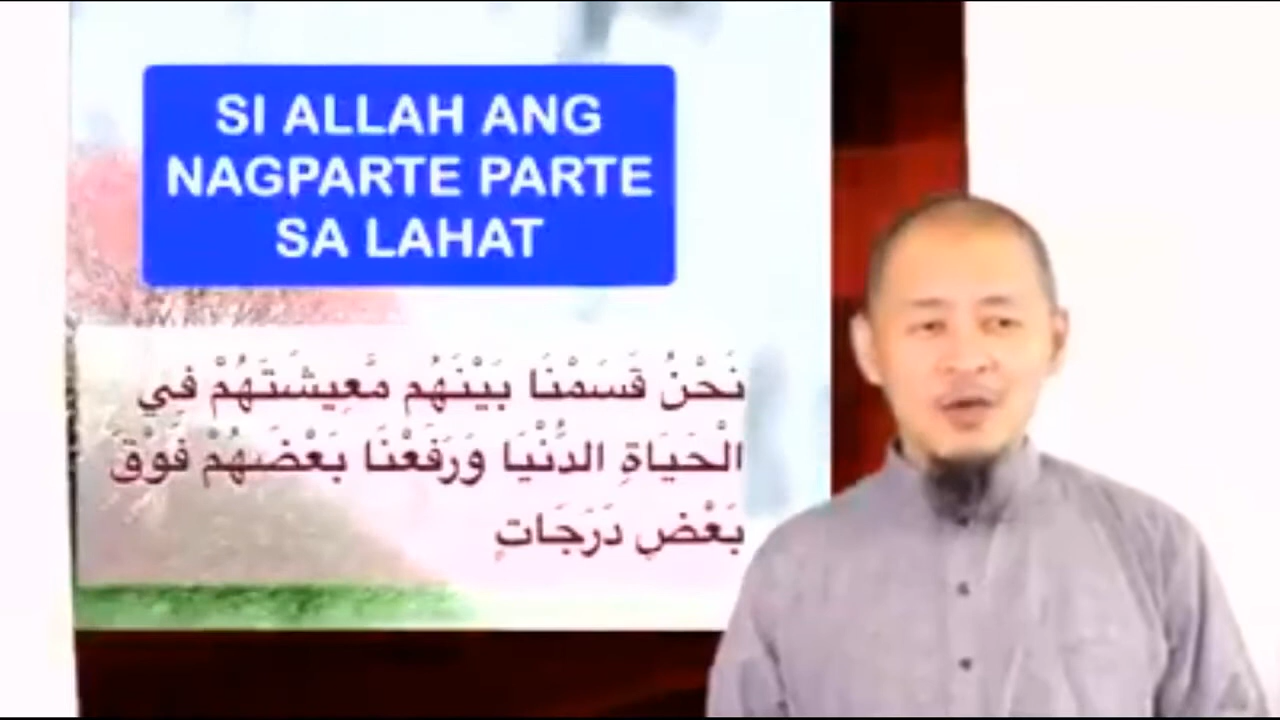 SI ALLAH ANG
NAGPARTE PARTE
SA LAHAT
نَحْنُ قَسَمْنَا بَيْنَهُم مَّعِيشَتَهُمْ فِي
الْحَيَاةِ الدُّنْيَا وَرَفَعْنَا بَعْضَهُمْ فَوْقَ
بَعْضٍ دَرَجَاتٍ